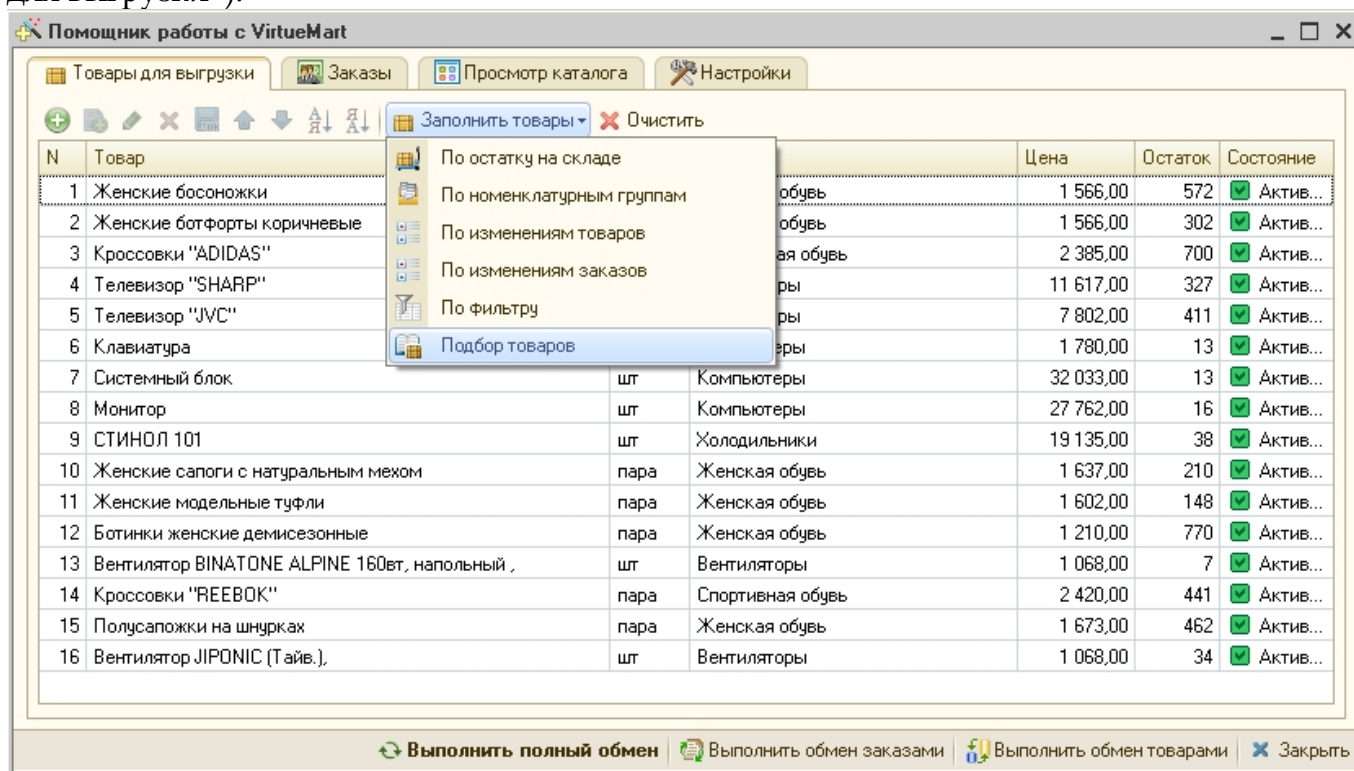 для выгрузки").
Помощник работы с VirtueMart
Товары для выгрузки Заказы Просмотр каталога Настройки
Заполнить товары Очистить
N Товар Цена Остаток Состояние
По остатку на складе
По номенклатурным группам
По изменениям товаров
По изменениям заказов
По фильтру
Подбор товаров
1 Женские босоножки обувь 1 566,00 572 Актив...
2 Женские ботфорты коричневые обувь 1 566,00 302 Актив...
3 Кроссовки "ADIDAS" ая обувь 2 385,00 700 Актив...
4 Телевизор "SHARP" ры 11 617,00 327 Актив...
5 Телевизор "JVC" ры 7 802,00 411 Актив...
6 Клавиатура еры 1 780,00 13 Актив...
7 Системный блок шт Компьютеры 32 033,00 13 Актив...
8 Монитор шт Компьютеры 27 762,00 16 Актив...
9 СТИНОЛ 101 шт Холодильники 19 135,00 38 Актив...
10 Женские сапоги с натуральным мехом пара Женская обувь 1 637,00 210 Актив...
11 Женские модельные туфли пара Женская обувь 1 602,00 148 Актив...
12 Ботинки женские демисезонные пара Женская обувь 1 210,00 770 Актив...
13 Вентилятор BINATONE ALPINE 160вт, напольный , шт Вентиляторы 1 068,00 7 Актив...
14 Кроссовки "REEBOK" пара Спортивная обувь 2 420,00 441 Актив...
15 Полусапожки на шнурках пара Женская обувь 1 673,00 462 Актив...
16 Вентилятор JIPONIC (Тайв.), шт Вентиляторы 1 068,00 34 Актив...
Выполнить полный обмен Выполнить обмен заказами Выполнить обмен товарами Закрыть